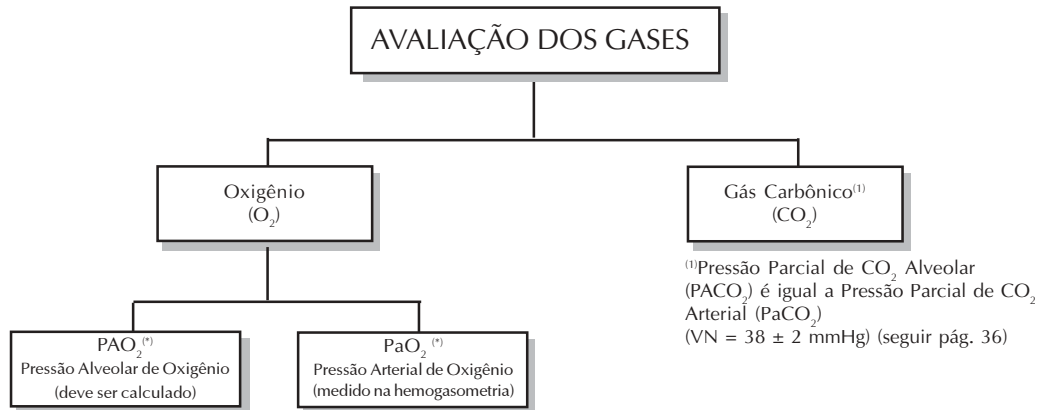 AVALIAÇÃO DOS GASES
Oxigênio
(O₂)
Gás Carbônico⁽¹⁾
(CO₂)
⁽¹⁾Pressão Parcial de CO₂ Alveolar
(PACO₂) é igual a Pressão Parcial de CO₂
Arterial (PaCO₂)
(VN = 38 ± 2 mmHg) (seguir pág. 36)
PAO₂⁽*⁾
Pressão Alveolar de Oxigênio
(deve ser calculado)
PaO₂ ⁽*⁾
Pressão Arterial de Oxigênio
(medido na hemogasometria)